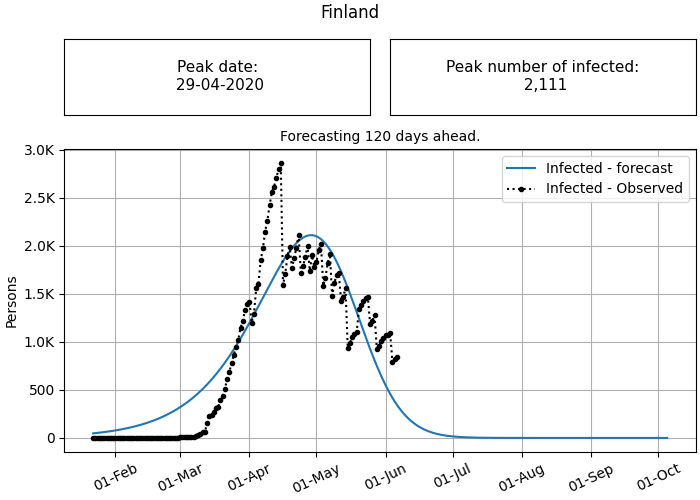 Finland
Peak date:
29-04-2020
Peak number of infected:
2,111
Forecasting 120 days ahead.
3.0K
2.5K
2.0K
1.5K
1.0K
500
0
Persons
Infected - forecast
Infected - Observed
01-Feb
01-Mar
01-Apr
01-May
01-Jun
01-Jul
01-Aug
01-Sep
01-Oct